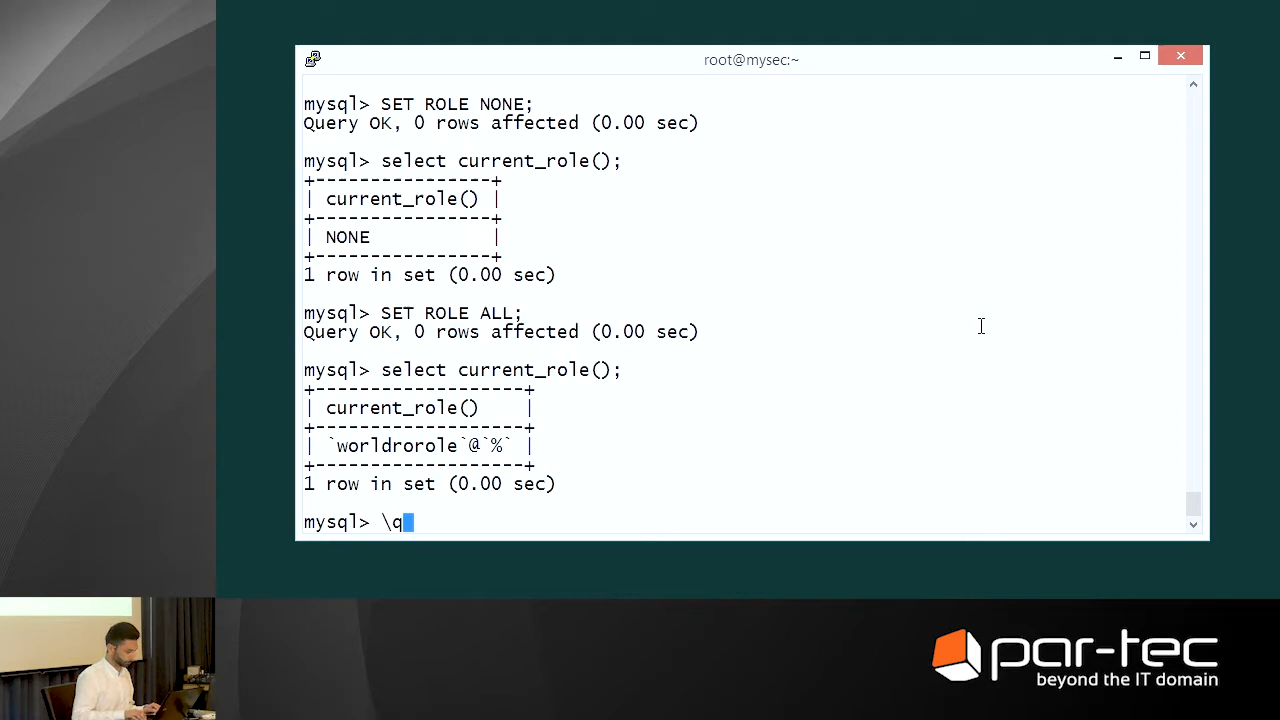 root@mysec:~
mysql> SET ROLE NONE;
Query OK, 0 rows affected (0.00 sec)
mysql> select current_role();
+----------------+
| current_role() |
+----------------+
| NONE           |
+----------------+
1 row in set (0.00 sec)
mysql> SET ROLE ALL;
Query OK, 0 rows affected (0.00 sec)
mysql> select current_role();
+-------------------+
| current_role()    |
+-------------------+
| `worldrorole`@`%` |
+-------------------+
1 row in set (0.00 sec)
mysql> \q
par-tec
beyond the IT domain